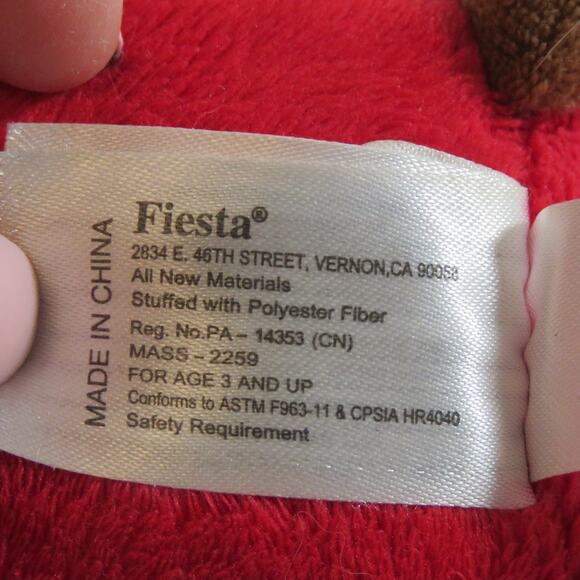 Fiesta®
2834 E. 46TH STREET, VERNON,CA 90058
All New Materials
Stuffed with Polyester Fiber
Reg. No.PA - 14353 (CN)
MASS - 2259
FOR AGE 3 AND UP
Conforms to ASTM F963-11 & CPSIA HR4040
Safety Requirement
MADE IN CHINA